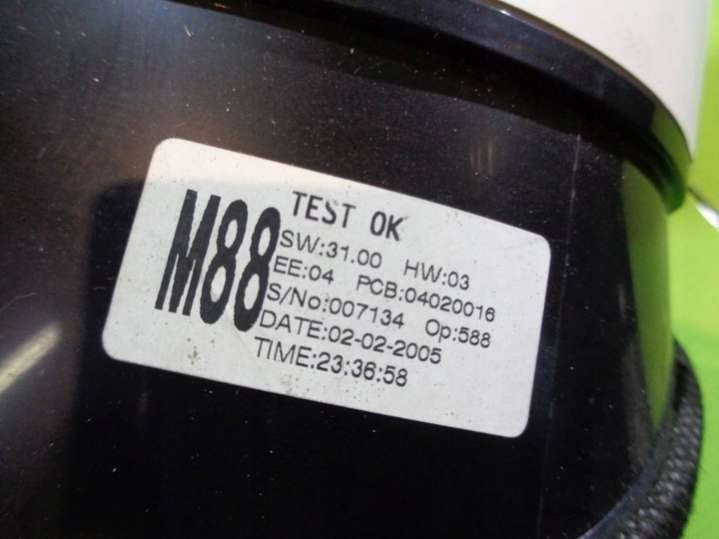 TEST OK
M88
SW:31.00 HW:03
EE:04 PCB:04020016
S/No:007134 Op:588
DATE:02-02-2005
TIME:23:36:58